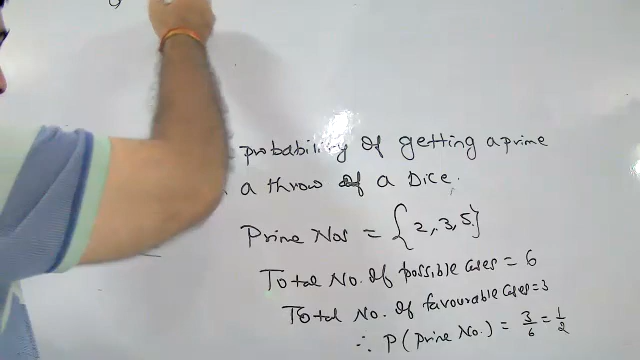 probability of getting a prime
a throw of a Dice.
Prime Nos = {2, 3, 5}
Total No. of possible cases = 6
Total No. of favourable cases = 3
∴ P(Prime No.) = 3/6 = 1/2